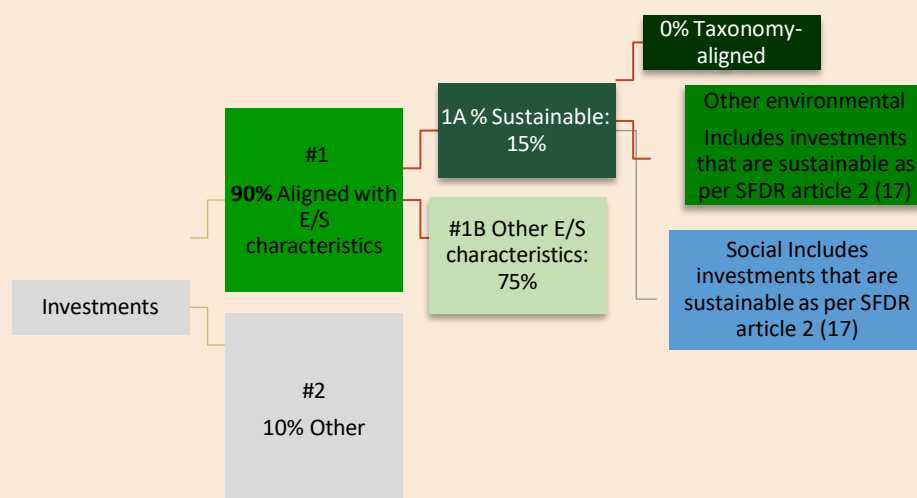 Investments
#1
90% Aligned with
E/S
characteristics
#2
10% Other
1A % Sustainable:
15%
#1B Other E/S
characteristics:
75%
0% Taxonomy-
aligned
Other environmental
Includes investments
that are sustainable as
per SFDR article 2 (17)
Social Includes
investments that are
sustainable as per SFDR
article 2 (17)